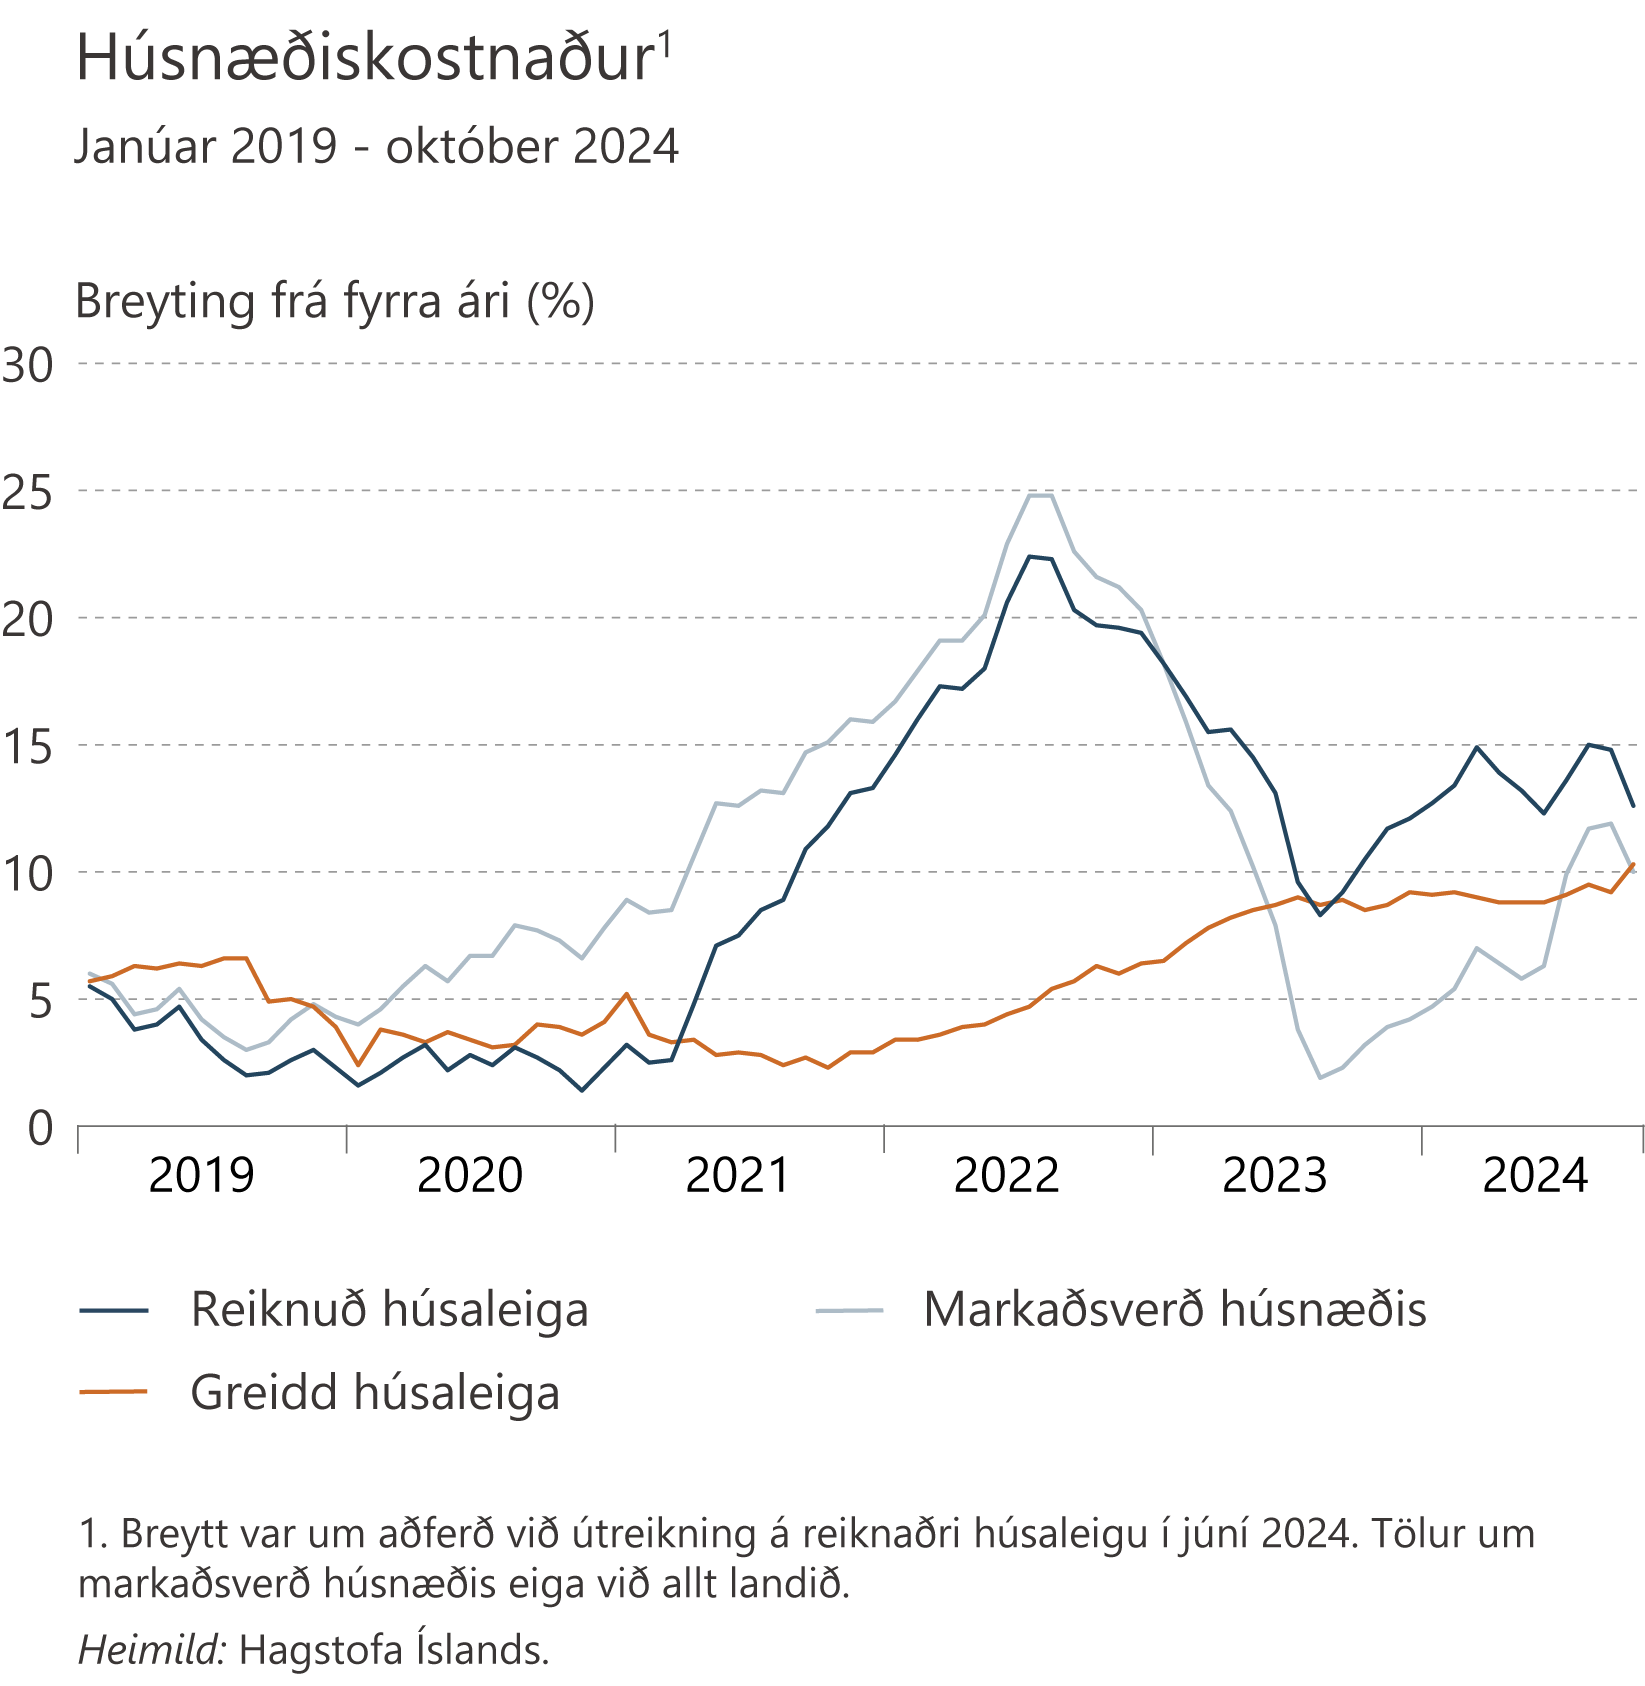 Húsnæðiskostnaður¹
Janúar 2019 - október 2024
Breyting frá fyrra ári (%)
30
25
20
15
10
5
0
2019 2020 2021 2022 2023 2024
Reiknuð húsaleiga Markaðsverð húsnæðis
Greidd húsaleiga
1. Breytt var um aðferð við útreikning á reiknaðri húsaleigu í júní 2024. Tölur um
markaðsverð húsnæðis eiga við allt landið.
Heimild: Hagstofa Íslands.